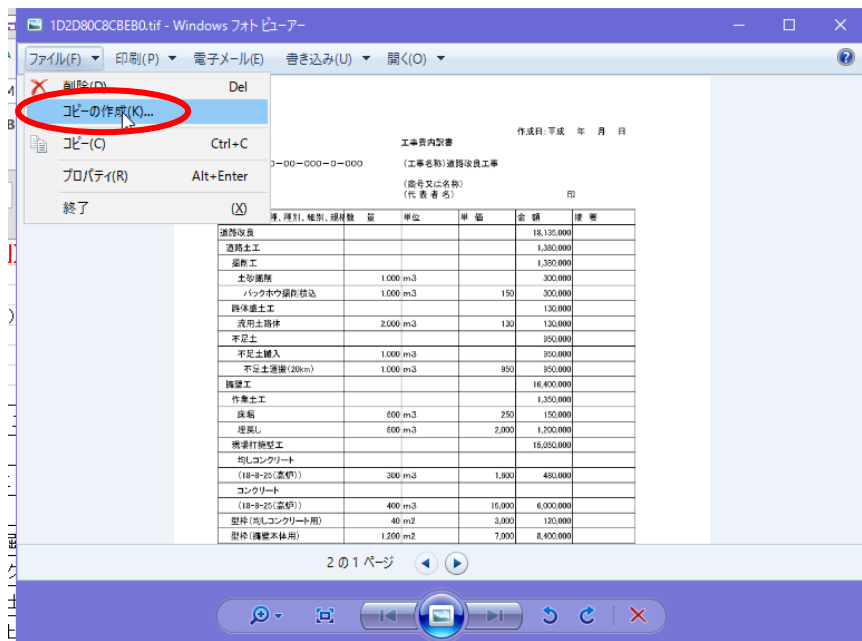 1D2D80C8CBEB0.tif - Windows フォト ビューアー
ファイル(F) 印刷(P) 電子メール(E) 書き込み(U) 開く(O)
削除(D) Del
コピーの作成(K)...
コピー(C) Ctrl+C
プロパティ(R) Alt+Enter
終了 (X)
作成日:平成 年 月 日
工事費内訳書
0-00-000-0-000 (工事名称)道路改良工事
(商号又は名称)
(代 表 者 名) 印
種、種別、細別、規格 数 量 単位 単 価 金 額 摘 要
道路改良 18,135,000
道路土工 1,380,000
掘削工 1,380,000
土砂掘削 1,000 m3 300,000
バックホウ掘削積込 1,000 m3 150 300,000
路体盛土工 130,000
流用土路体 2,000 m3 130 130,000
不足土 950,000
不足土搬入 1,000 m3 950,000
不足土運搬(20km) 1,000 m3 950 950,000
擁壁工 16,400,000
作業土工 1,350,000
床堀 600 m3 250 150,000
埋戻し 600 m3 2,000 1,200,000
現場打擁壁工 15,050,000
均しコンクリート
(18-8-25(高炉)) 300 m3 1,600 480,000
コンクリート
(18-8-25(高炉)) 400 m3 15,000 6,000,000
型枠(均しコンクリート用) 40 m2 3,000 120,000
型枠(擁壁本体用) 1,200 m2 7,000 8,400,000
2 の 1 ページ